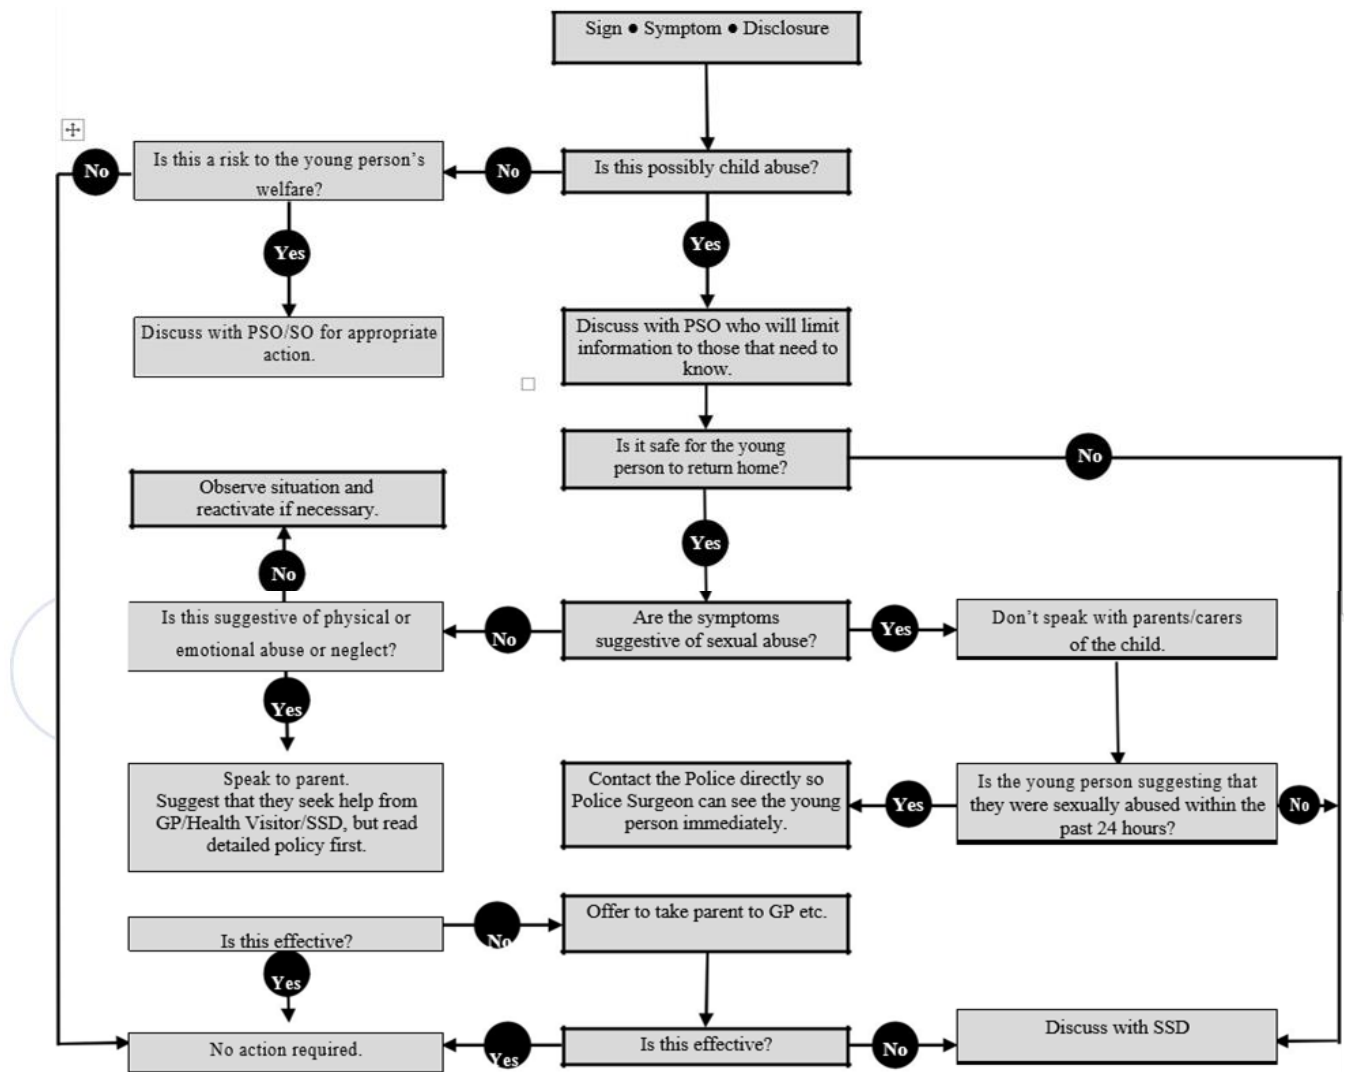 Sign ● Symptom ● Disclosure
Is this a risk to the young person's
welfare?
No
No
Is this possibly child abuse?
Yes
Yes
Discuss with PSO/SO for appropriate
action.
Discuss with PSO who will limit
information to those that need to
know.
Is it safe for the young
person to return home?
No
Observe situation and
reactivate if necessary.
Yes
No
Is this suggestive of physical or
emotional abuse or neglect?
No
Are the symptoms
suggestive of sexual abuse?
Yes
Don't speak with parents/carers
of the child.
Yes
Speak to parent.
Suggest that they seek help from
GP/Health Visitor/SSD, but read
detailed policy first.
Contact the Police directly so
Police Surgeon can see the young
person immediately.
Yes
Is the young person suggesting that
they were sexually abused within the
past 24 hours?
No
Is this effective?
No
Offer to take parent to GP etc.
Yes
No action required.
Yes
Is this effective?
No
Discuss with SSD